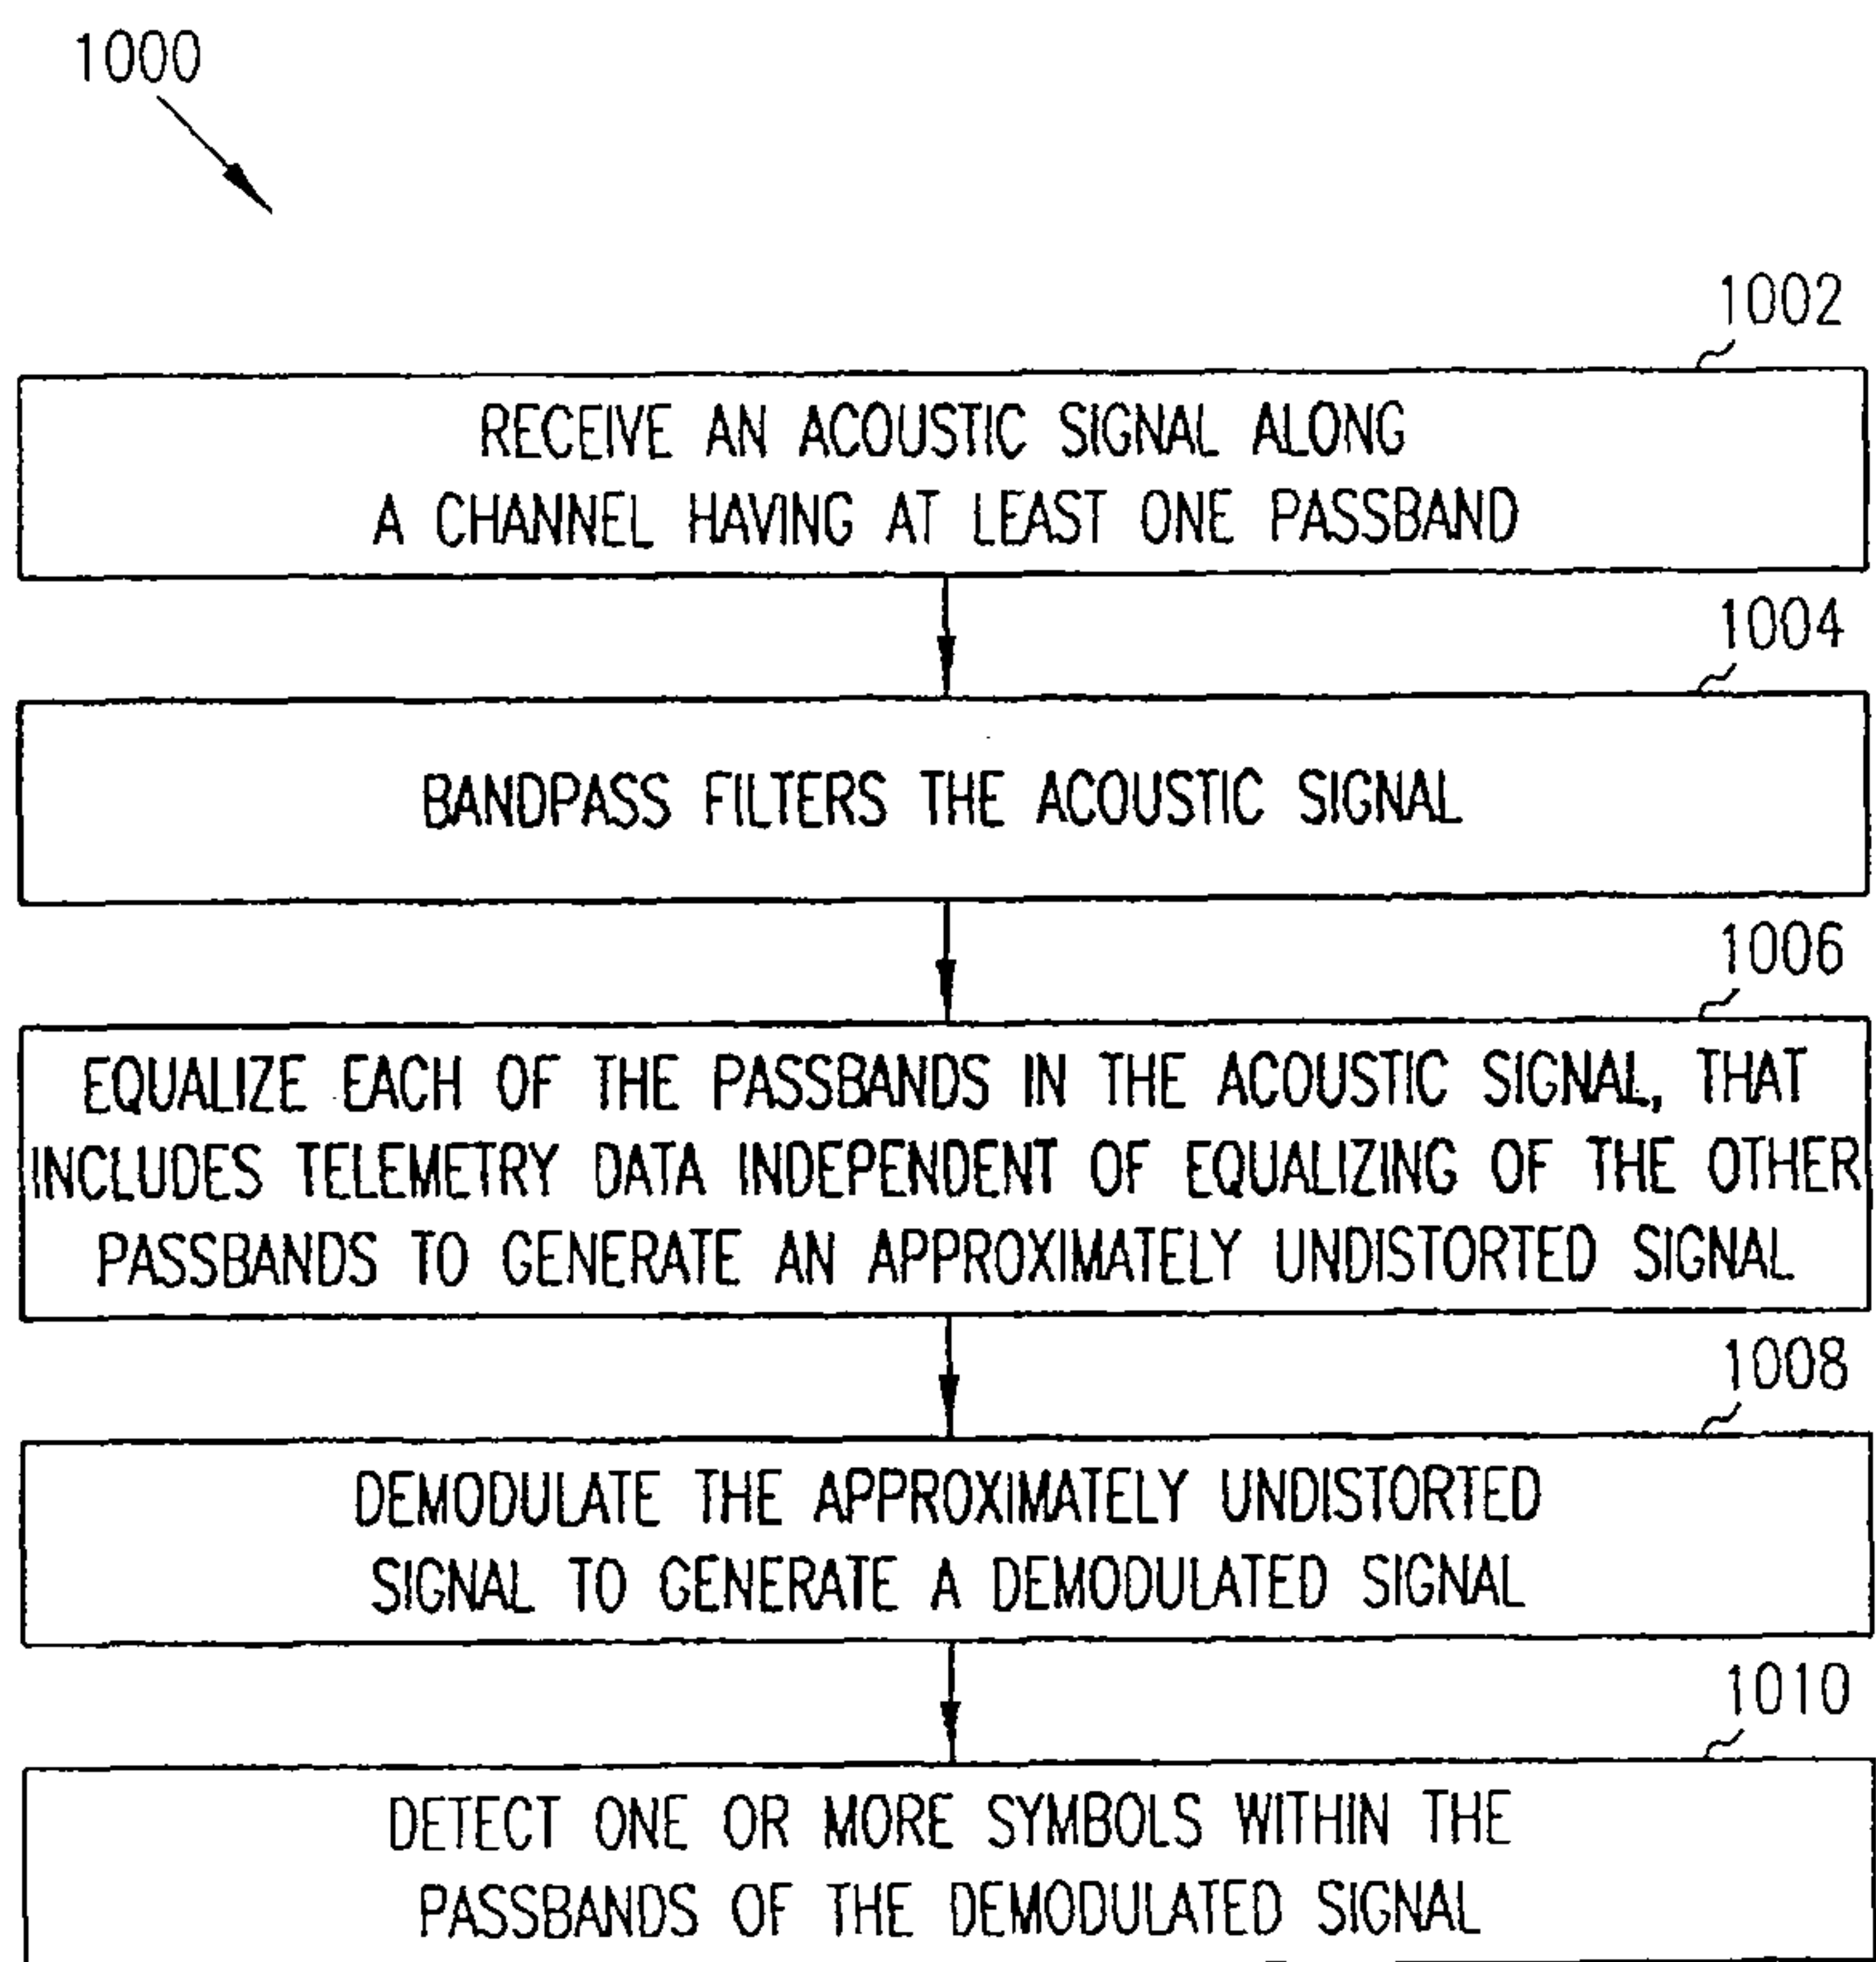 1000
1002
RECEIVE AN ACOUSTIC SIGNAL ALONG
A CHANNEL HAVING AT LEAST ONE PASSBAND
1004
BANDPASS FILTERS THE ACOUSTIC SIGNAL
1006
EQUALIZE EACH OF THE PASSBANDS IN THE ACOUSTIC SIGNAL, THAT
INCLUDES TELEMETRY DATA INDEPENDENT OF EQUALIZING OF THE OTHER
PASSBANDS TO GENERATE AN APPROXIMATELY UNDISTORTED SIGNAL
1008
DEMODULATE THE APPROXIMATELY UNDISTORTED
SIGNAL TO GENERATE A DEMODULATED SIGNAL
1010
DETECT ONE OR MORE SYMBOLS WITHIN THE
PASSBANDS OF THE DEMODULATED SIGNAL